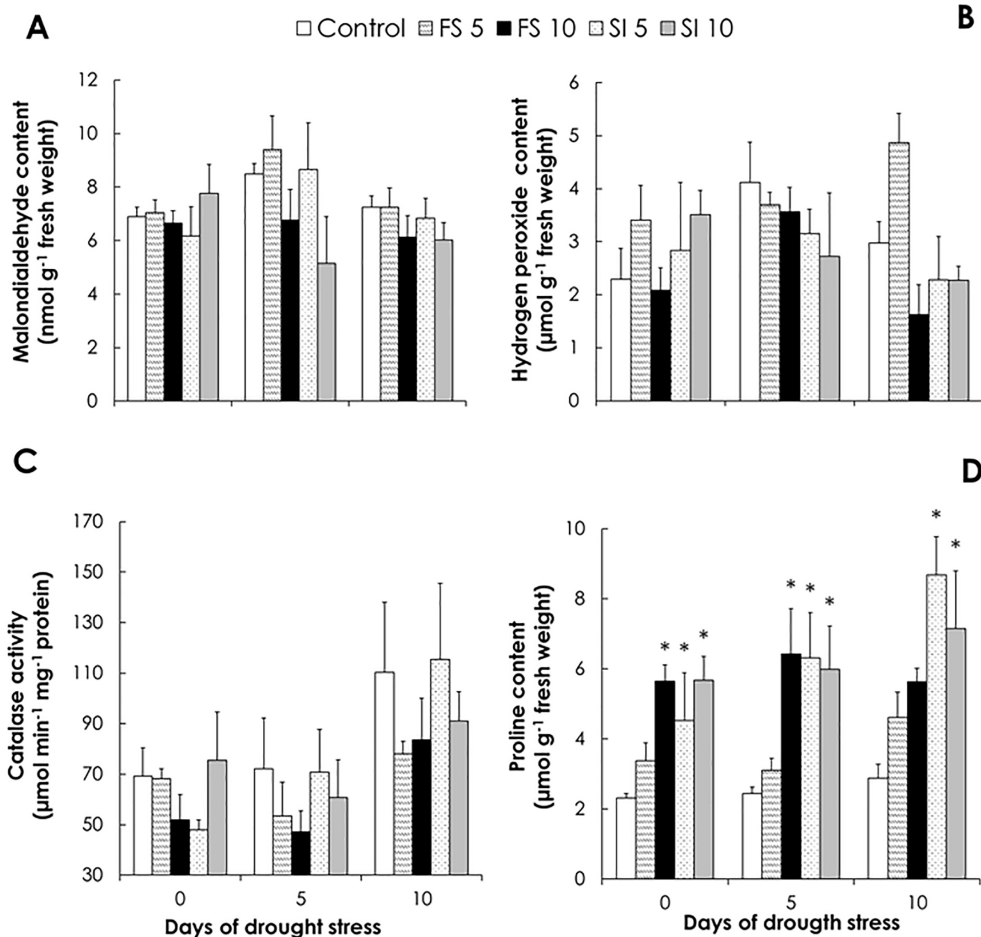 A
Control FS 5 FS 10 SI 5 SI 10
B
Malondialdehyde content
(nmol g⁻¹ fresh weight)
12
10
8
6
4
2
0
Hydrogen peroxide content
(µmol g⁻¹ fresh weight)
6
5
4
3
2
1
0
C
Catalase activity
(µmol min⁻¹ mg⁻¹ protein)
170
150
130
110
90
70
50
30
0 5 10
Days of drought stress
D
Proline content
(µmol g⁻¹ fresh weight)
10
8
6
4
2
0
* * *
* * *
* *
0 5 10
Days of drougth stress